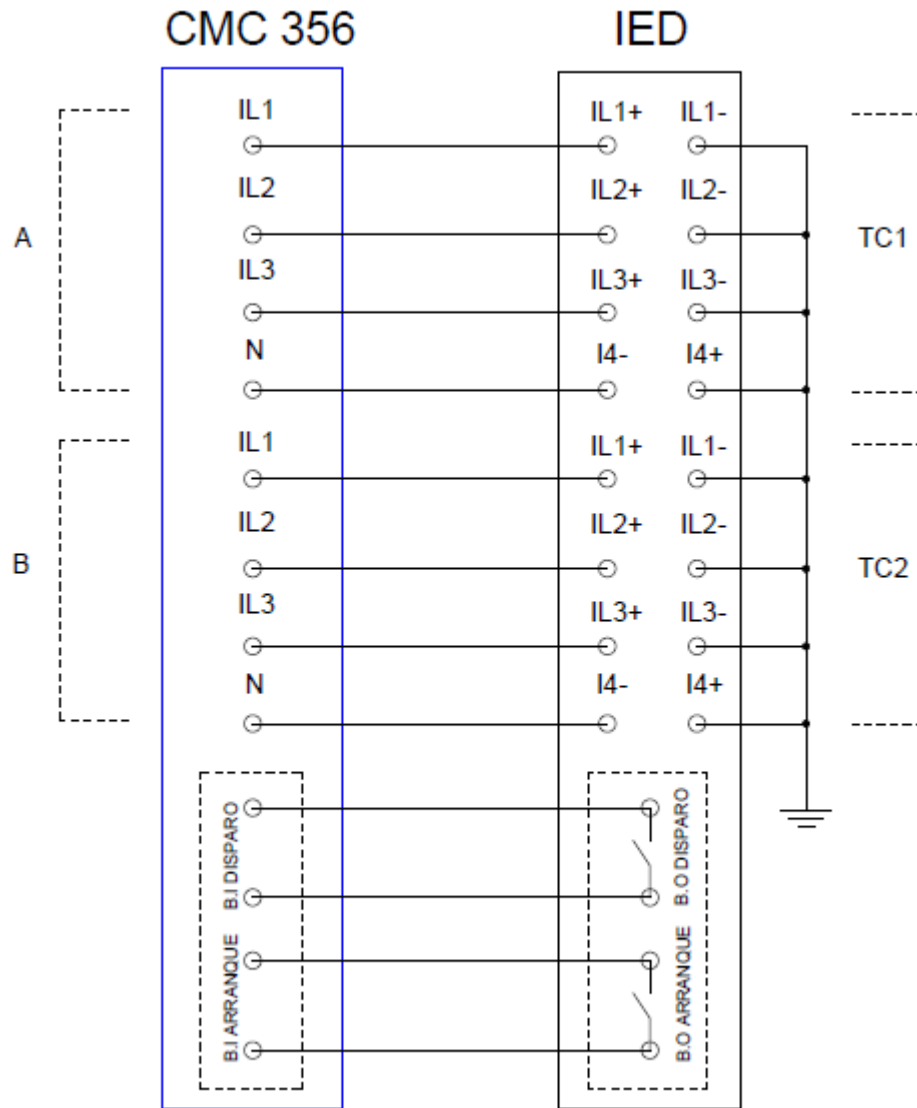 CMC 356 IED
IL1 IL1+ IL1-
IL2 IL2+ IL2-
A TC1
IL3 IL3+ IL3-
N I4- I4+
IL1 IL1+ IL1-
IL2 IL2+ IL2-
B TC2
IL3 IL3+ IL3-
N I4- I4+
B.I DISPARO B.O DISPARO
B.I ARRANQUE B.O ARRANQUE